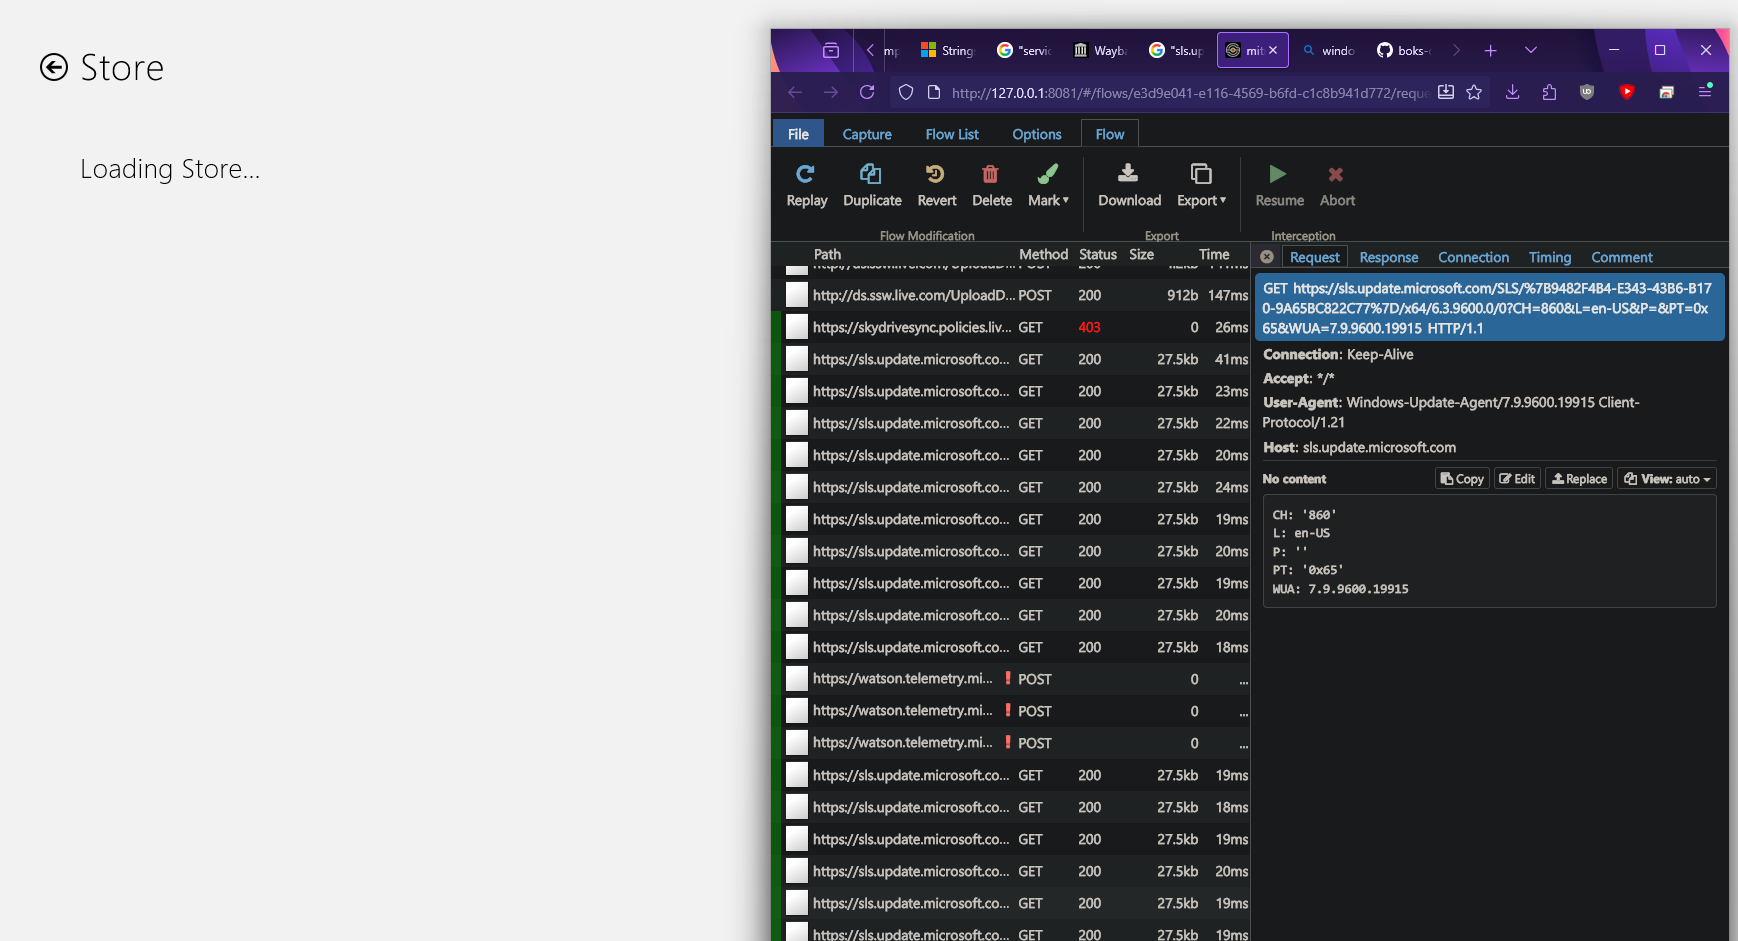 Store
Loading Store...
String
"servic
Wayba
"sls.up
mit
windo
boks-
http://127.0.0.1:8081/#/flows/e3d9e041-e116-4569-b6fd-c1c8b941d772/reque
File Capture Flow List Options Flow
Replay Duplicate Revert Delete Mark Download Export Resume Abort
Flow Modification Export Interception
Path Method Status Size Time
http://ds.ssw.live.com/UploadD... POST 200 912b 147ms
https://skydrivesync.policies.liv... GET 403 0 26ms
https://sls.update.microsoft.co... GET 200 27.5kb 41ms
https://sls.update.microsoft.co... GET 200 27.5kb 23ms
https://sls.update.microsoft.co... GET 200 27.5kb 22ms
https://sls.update.microsoft.co... GET 200 27.5kb 20ms
https://sls.update.microsoft.co... GET 200 27.5kb 24ms
https://sls.update.microsoft.co... GET 200 27.5kb 19ms
https://sls.update.microsoft.co... GET 200 27.5kb 20ms
https://sls.update.microsoft.co... GET 200 27.5kb 19ms
https://sls.update.microsoft.co... GET 200 27.5kb 20ms
https://sls.update.microsoft.co... GET 200 27.5kb 18ms
https://watson.telemetry.mi... POST 0 ...
https://watson.telemetry.mi... POST 0 ...
https://watson.telemetry.mi... POST 0 ...
https://sls.update.microsoft.co... GET 200 27.5kb 19ms
https://sls.update.microsoft.co... GET 200 27.5kb 18ms
https://sls.update.microsoft.co... GET 200 27.5kb 19ms
https://sls.update.microsoft.co... GET 200 27.5kb 20ms
https://sls.update.microsoft.co... GET 200 27.5kb 19ms
https://sls.update.microsoft.co... GET 200 27.5kb 19ms
Request Response Connection Timing Comment
GET https://sls.update.microsoft.com/SLS/%7B9482F4B4-E343-43B6-B17
0-9A65BC822C77%7D/x64/6.3.9600.0/0?CH=860&L=en-US&P=&PT=0x
65&WUA=7.9.9600.19915 HTTP/1.1
Connection: Keep-Alive
Accept: */*
User-Agent: Windows-Update-Agent/7.9.9600.19915 Client-
Protocol/1.21
Host: sls.update.microsoft.com
No content Copy Edit Replace View: auto
CH: '860'
L: en-US
P: ''
PT: '0x65'
WUA: 7.9.9600.19915